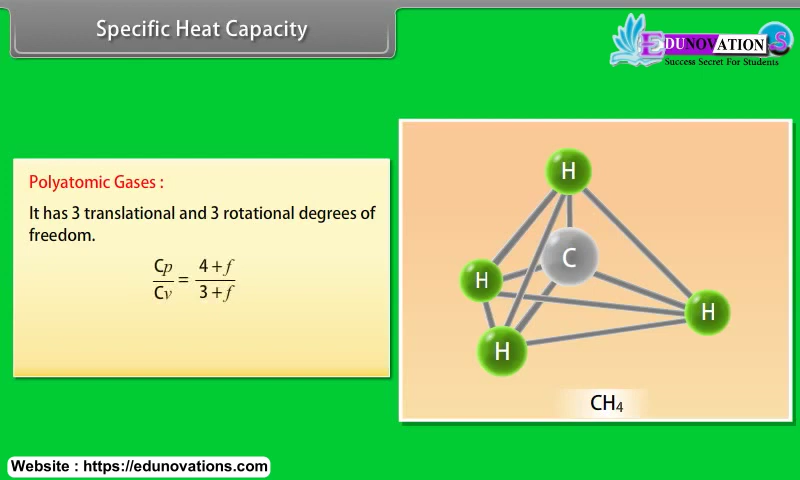 Specific Heat Capacity
EDUNOVATIONS
Success Secret For Students
Polyatomic Gases :
It has 3 translational and 3 rotational degrees of
freedom.
Cp/Cv = 4 + f/3 + f
H
C
H
H
H
CH₄
Website : https://edunovations.com